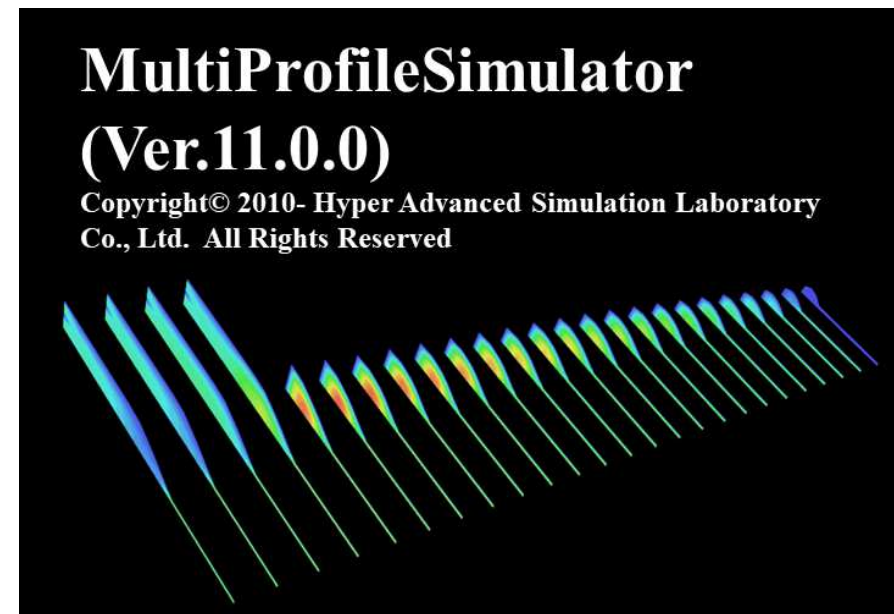 MultiProfileSimulator
(Ver.11.0.0)
Copyright© 2010- Hyper Advanced Simulation Laboratory
Co., Ltd.  All Rights Reserved